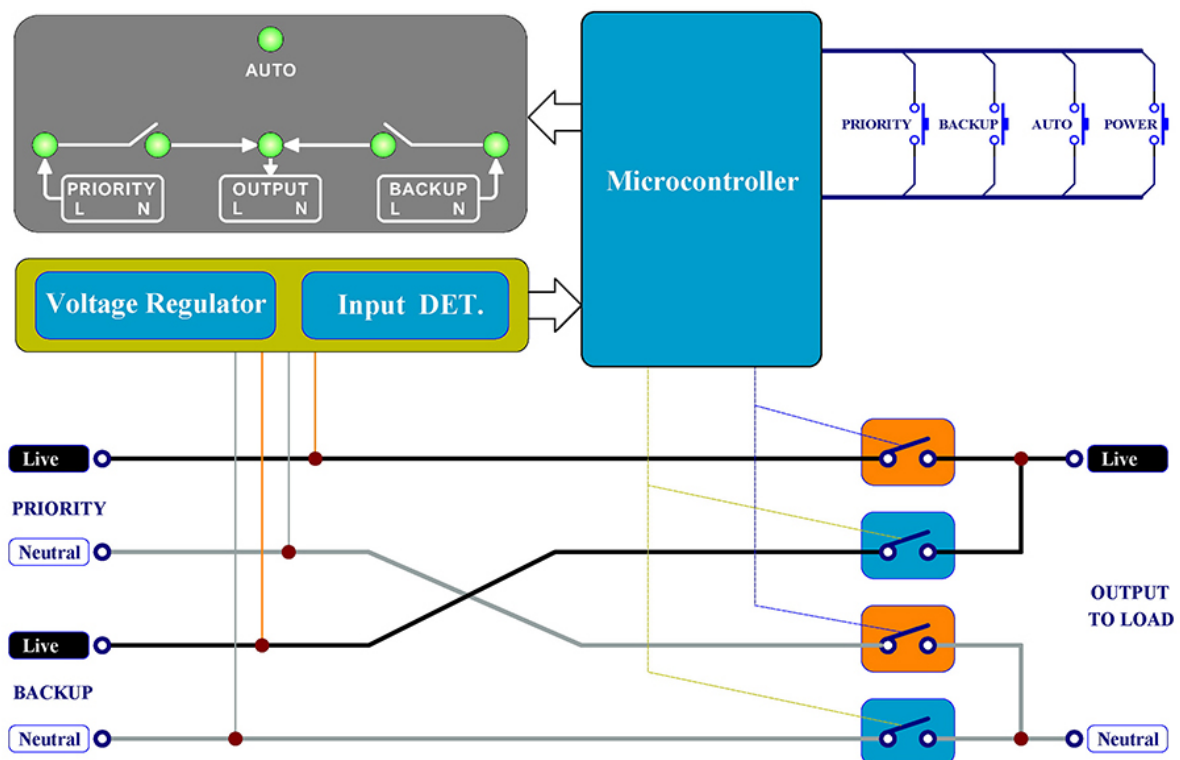 AUTO
PRIORITY
L N
OUTPUT
L N
BACKUP
L N
Microcontroller
PRIORITY
BACKUP
AUTO
POWER
Voltage Regulator
Input DET.
Live
PRIORITY
Neutral
Live
BACKUP
Neutral
Live
OUTPUT
TO LOAD
Neutral